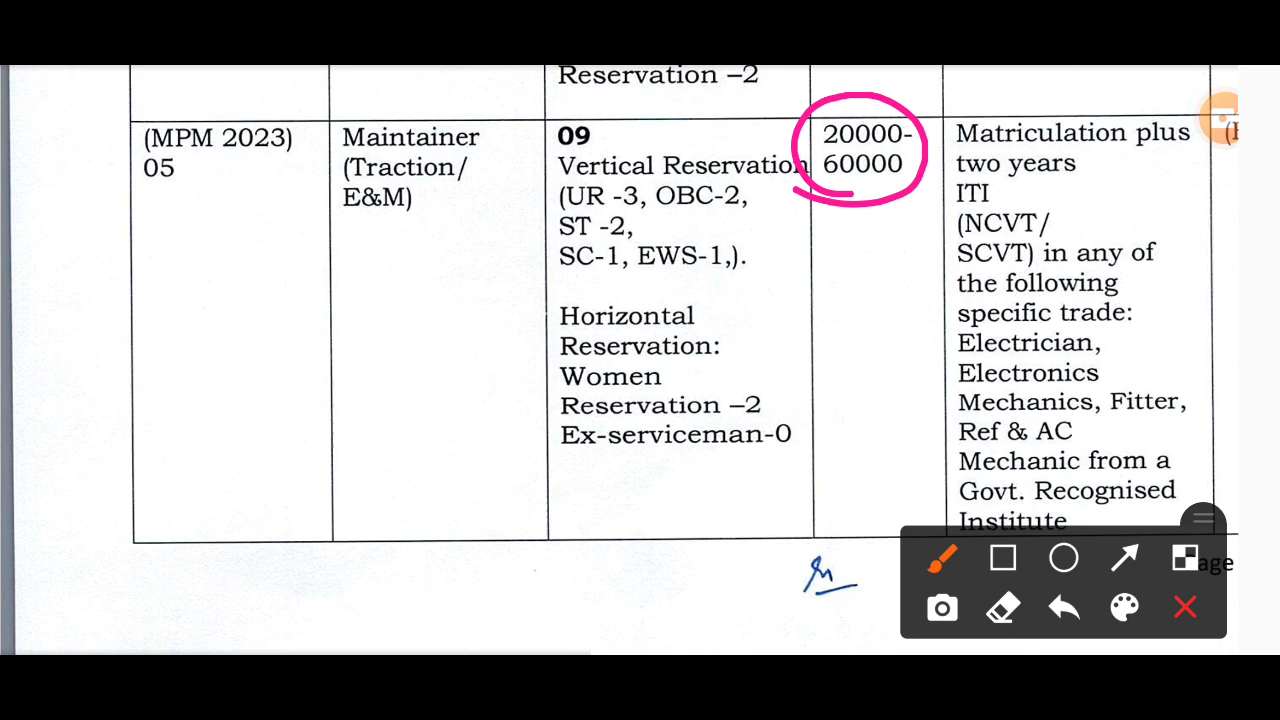 Reservation –2
(MPM 2023)
05
Maintainer
(Traction/
E&M)
09
Vertical Reservation
(UR -3, OBC-2,
ST -2,
SC-1, EWS-1,).
Horizontal
Reservation:
Women
Reservation –2
Ex-serviceman-0
20000-
60000
Matriculation plus
two years
ITI
(NCVT/
SCVT) in any of
the following
specific trade:
Electrician,
Electronics
Mechanics, Fitter,
Ref & AC
Mechanic from a
Govt. Recognised
Institute